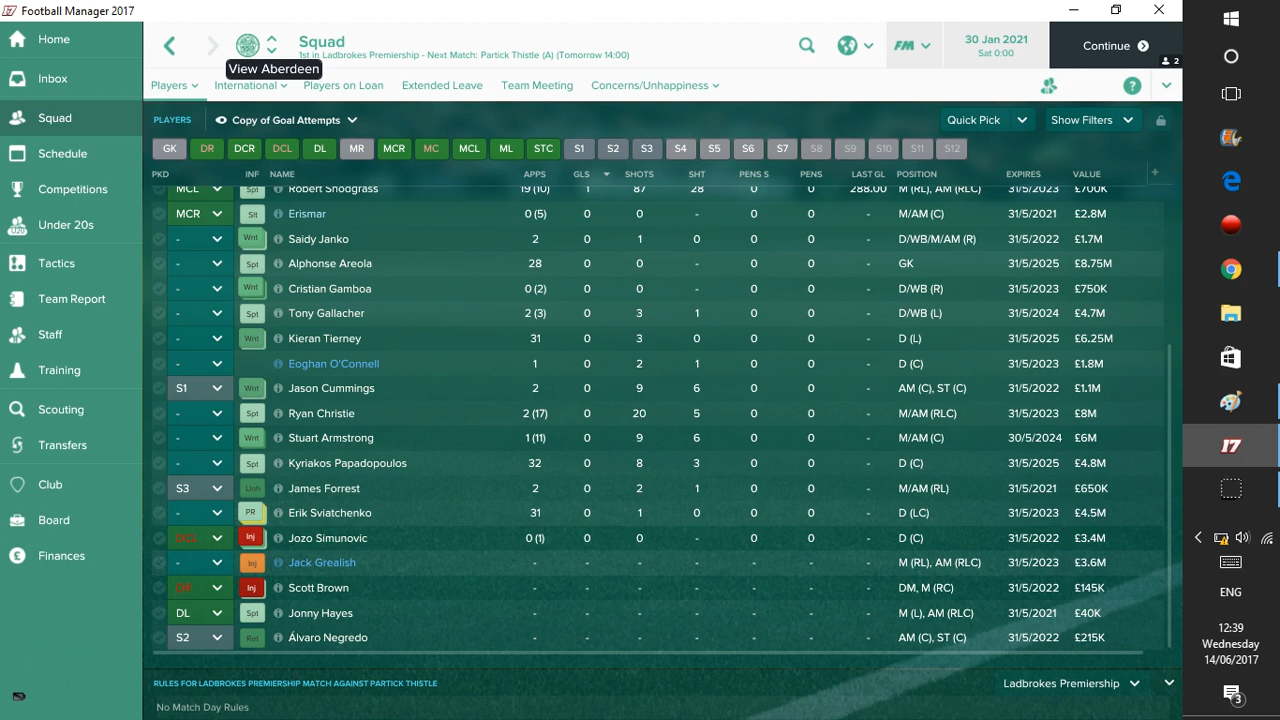 Football Manager 2017
Home
Inbox
Squad
Schedule
Competitions
Under 20s
Tactics
Team Report
Staff
Training
Scouting
Transfers
Club
Board
Finances
Squad
1st in Ladbrokes Premiership - Next Match: Partick Thistle (A) (Tomorrow 14:00)
View Aberdeen
FM
30 Jan 2021
Sat 0:00
Continue
2
Players International Players on Loan Extended Leave Team Meeting Concerns/Unhappiness
PLAYERS Copy of Goal Attempts Quick Pick Show Filters
GK DR DCR DCL DL MR MCR MC MCL ML STC S1 S2 S3 S4 S5 S6 S7 S8 S9 S10 S11 S12
PKD INF NAME APPS GLS SHOTS SHT PENS S PENS LAST GL POSITION EXPIRES VALUE
MCL Spt Robert Snodgrass 19 (10) 1 87 28 0 0 288.00 M (RL), AM (RLC) 31/5/2023 £700K
MCR Slt Erismar 0 (5) 0 0 - 0 0 - M/AM (C) 31/5/2021 £2.8M
- Wnt Saidy Janko 2 0 1 0 0 0 - D/WB/M/AM (R) 31/5/2022 £1.7M
- Spt Alphonse Areola 28 0 0 - 0 0 - GK 31/5/2025 £8.75M
- Wnt Cristian Gamboa 0 (2) 0 0 - 0 0 - D/WB (R) 31/5/2023 £750K
- Spt Tony Gallacher 2 (3) 0 3 1 0 0 - D/WB (L) 31/5/2024 £4.7M
- Wnt Kieran Tierney 31 0 3 0 0 0 - D (L) 31/5/2023 £6.25M
- Eoghan O'Connell 1 0 2 1 0 0 - D (C) 31/5/2023 £1.8M
S1 Wnt Jason Cummings 2 0 9 6 0 0 - AM (C), ST (C) 31/5/2022 £1.1M
- Spt Ryan Christie 2 (17) 0 20 5 0 0 - M/AM (RLC) 31/5/2023 £8M
- Wnt Stuart Armstrong 1 (11) 0 9 6 0 0 - M/AM (C) 30/5/2024 £6M
- Spt Kyriakos Papadopoulos 32 0 8 3 0 0 - D (C) 31/5/2025 £4.8M
S3 Unh James Forrest 2 0 2 1 0 0 - M/AM (RL) 31/5/2021 £650K
- PR Erik Sviatchenko 31 0 1 0 0 0 - D (LC) 31/5/2023 £4.5M
DCL Inj Jozo Simunovic 0 (1) 0 0 - 0 0 - D (C) 31/5/2022 £3.4M
- Inj Jack Grealish - - - - - - - M (RL), AM (RLC) 31/5/2023 £3.6M
DR Inj Scott Brown - - - - - - - DM, M (RC) 31/5/2022 £145K
DL Spt Jonny Hayes - - - - - - - M (L), AM (RLC) 31/5/2021 £40K
S2 Ret Álvaro Negredo - - - - - - - AM (C), ST (C) 31/5/2022 £215K
RULES FOR LADBROKES PREMIERSHIP MATCH AGAINST PARTICK THISTLE Ladbrokes Premiership
No Match Day Rules
17
ENG
12:39
Wednesday
14/06/2017
3